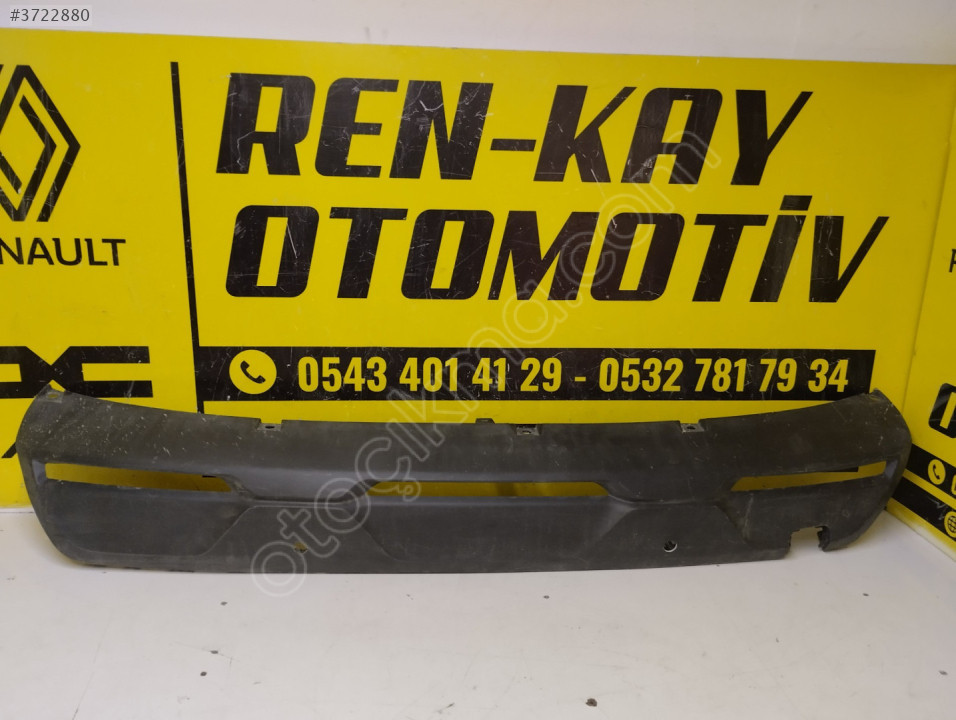 #3722880
REN-KAY
OTOMOTİV
NAULT
0543 401 41 29 - 0532 781 79 34
otoçıkma.com